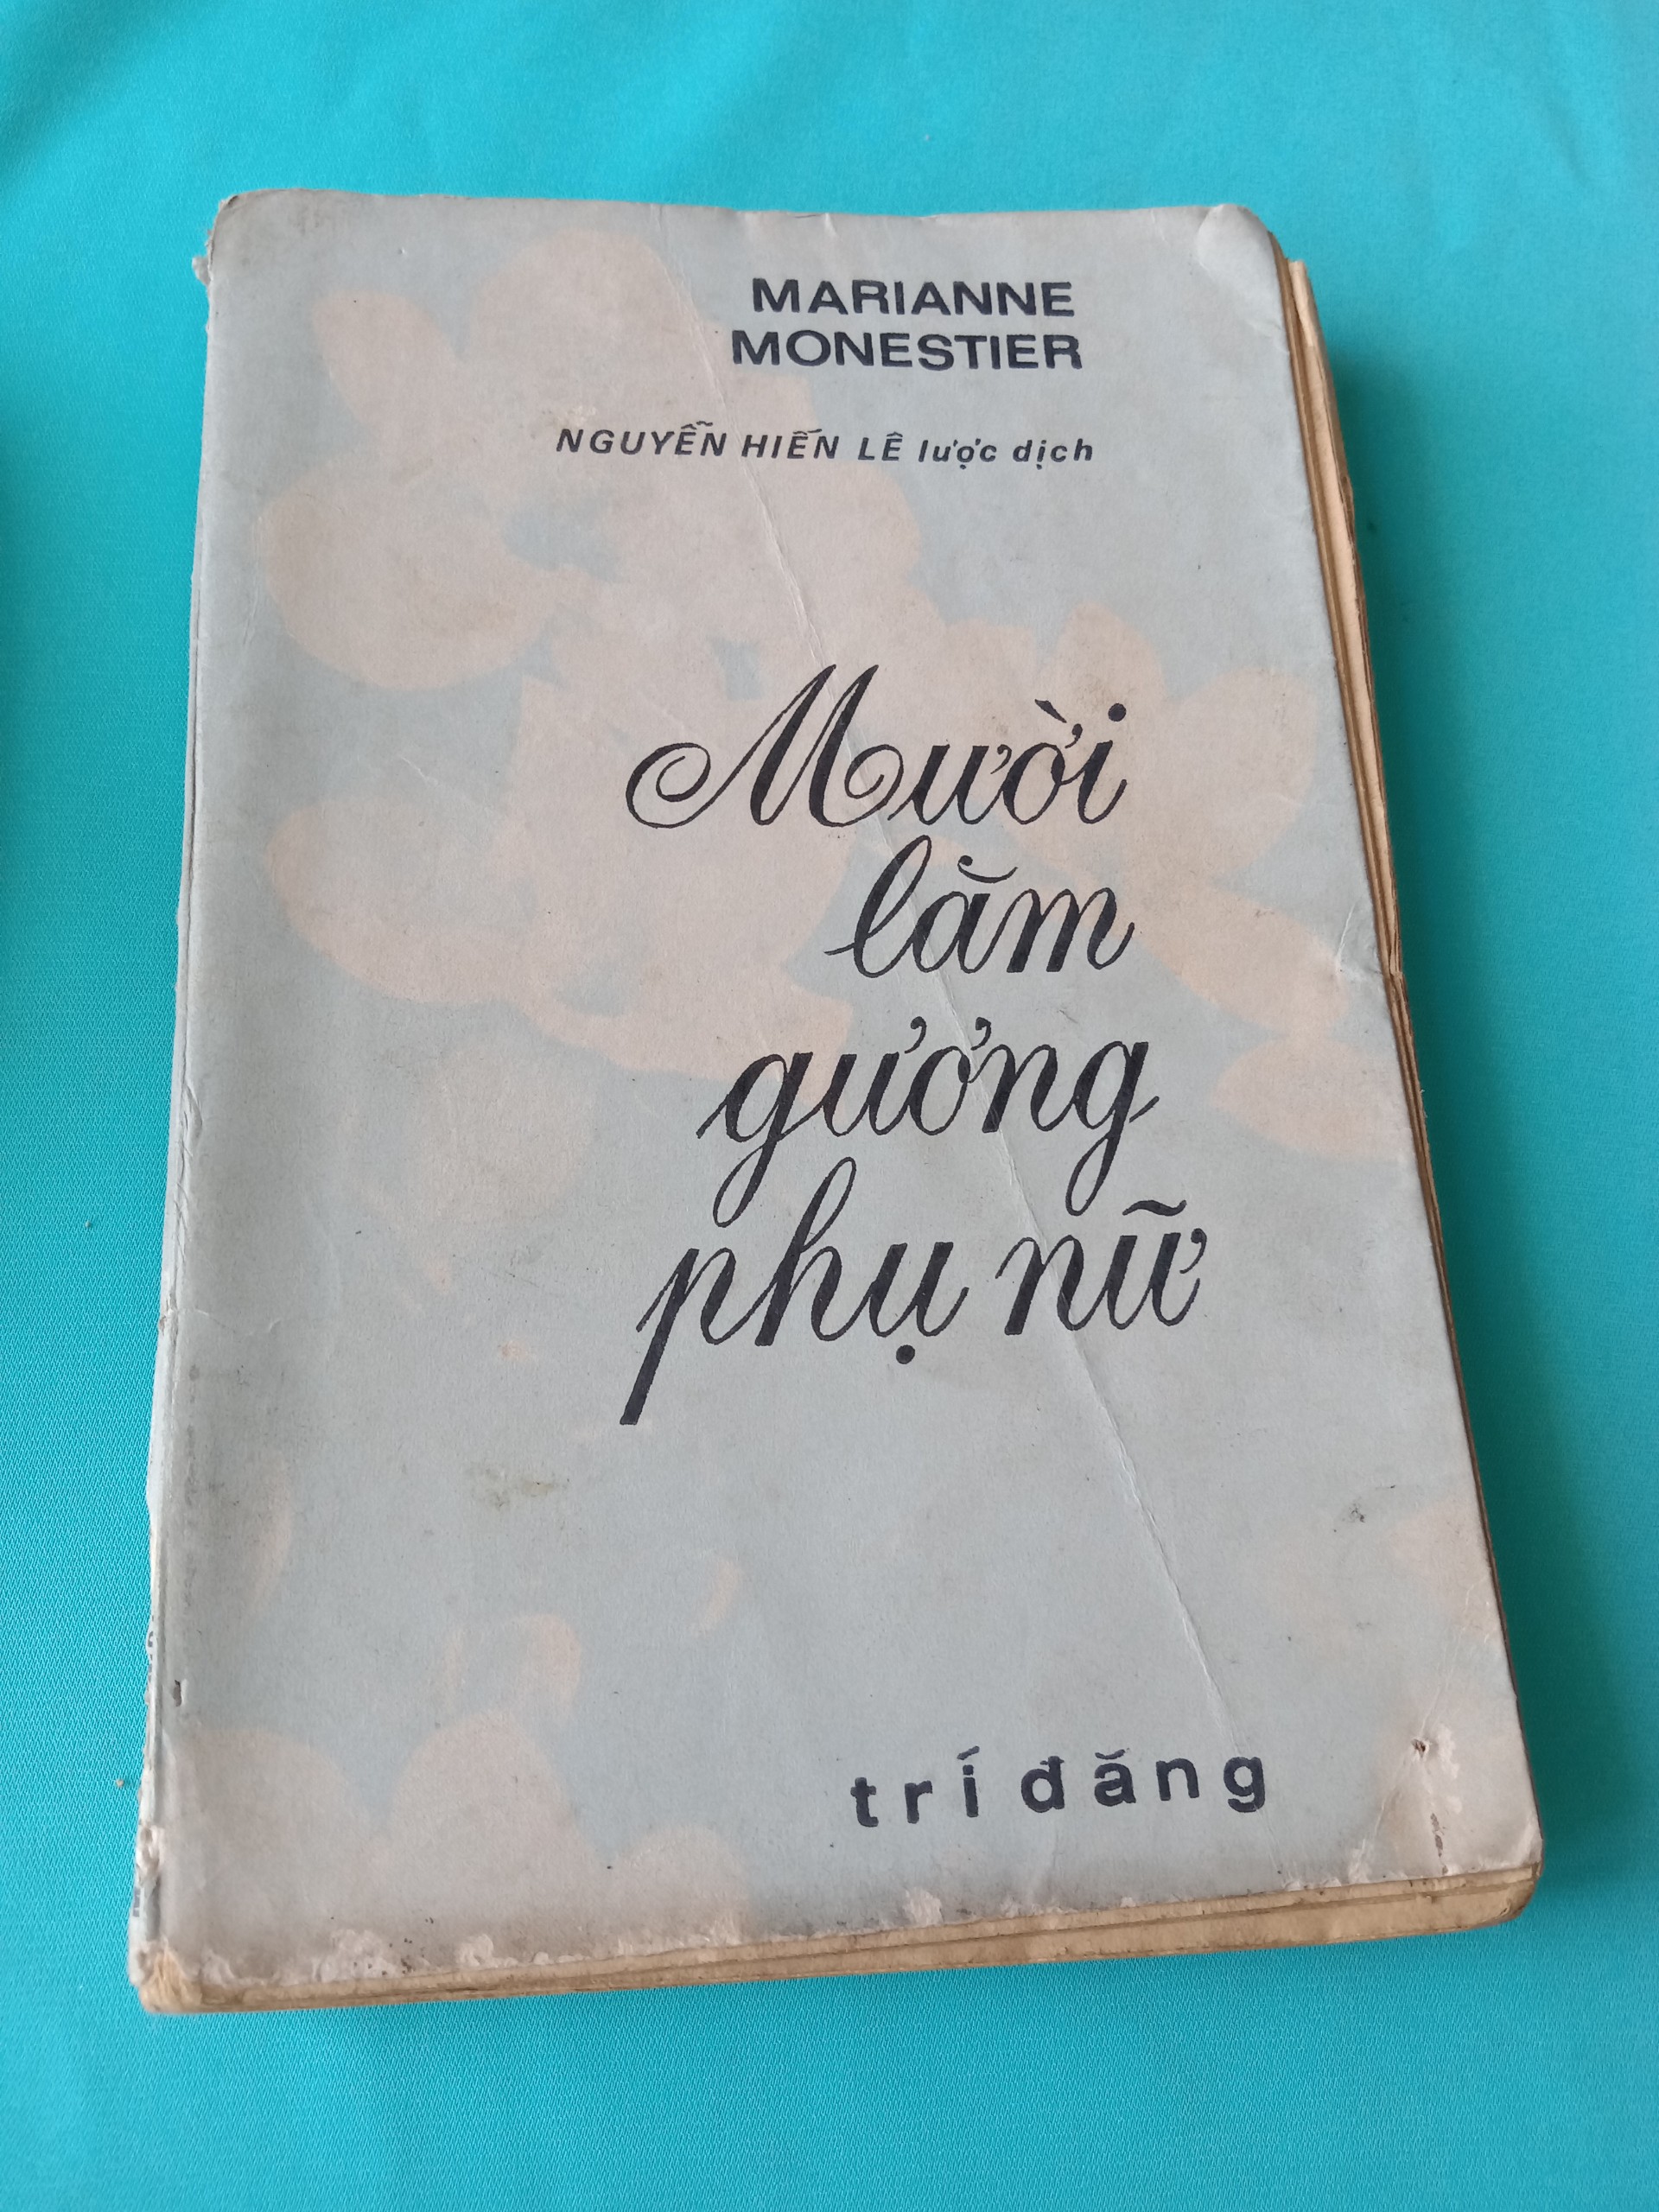 MARIANNE
MONESTIER
NGUYỄN HIẾN LÊ lược dịch
Mười
lăm
gương
phụ nữ
trí đăng